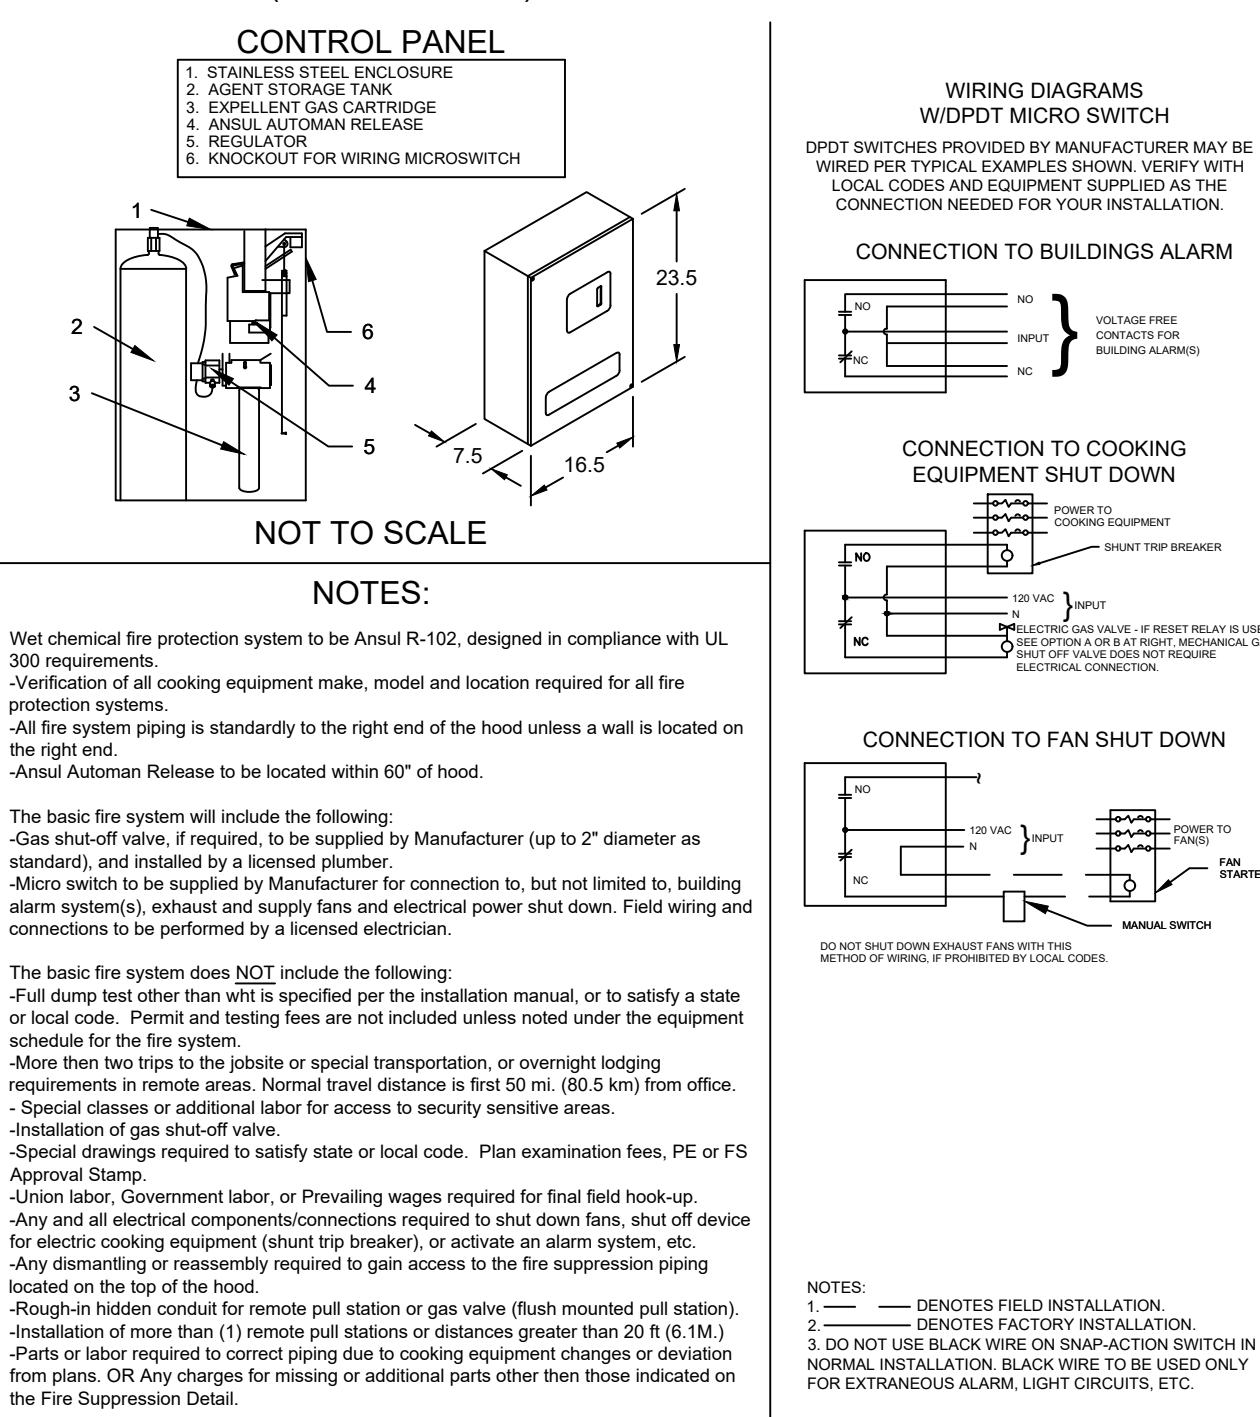 CONTROL PANEL
1. STAINLESS STEEL ENCLOSURE
2. AGENT STORAGE TANK
3. EXPELLENT GAS CARTRIDGE
4. ANSUL AUTOMAN RELEASE
5. REGULATOR
6. KNOCKOUT FOR WIRING MICROSWITCH
1
2
3
6
4
5
23.5
7.5
16.5
NOT TO SCALE
NOTES:
Wet chemical fire protection system to be Ansul R-102, designed in compliance with UL
300 requirements.
-Verification of all cooking equipment make, model and location required for all fire
protection systems.
-All fire system piping is standardly to the right end of the hood unless a wall is located on
the right end.
-Ansul Automan Release to be located within 60" of hood.
The basic fire system will include the following:
-Gas shut-off valve, if required, to be supplied by Manufacturer (up to 2" diameter as
standard), and installed by a licensed plumber.
-Micro switch to be supplied by Manufacturer for connection to, but not limited to, building
alarm system(s), exhaust and supply fans and electrical power shut down. Field wiring and
connections to be performed by a licensed electrician.
The basic fire system does NOT include the following:
-Full dump test other than wht is specified per the installation manual, or to satisfy a state
or local code. Permit and testing fees are not included unless noted under the equipment
schedule for the fire system.
-More then two trips to the jobsite or special transportation, or overnight lodging
requirements in remote areas. Normal travel distance is first 50 mi. (80.5 km) from office.
- Special classes or additional labor for access to security sensitive areas.
-Installation of gas shut-off valve.
-Special drawings required to satisfy state or local code. Plan examination fees, PE or FS
Approval Stamp.
-Union labor, Government labor, or Prevailing wages required for final field hook-up.
-Any and all electrical components/connections required to shut down fans, shut off device
for electric cooking equipment (shunt trip breaker), or activate an alarm system, etc.
-Any dismantling or reassembly required to gain access to the fire suppression piping
located on the top of the hood.
-Rough-in hidden conduit for remote pull station or gas valve (flush mounted pull station).
-Installation of more than (1) remote pull stations or distances greater than 20 ft (6.1M.)
-Parts or labor required to correct piping due to cooking equipment changes or deviation
from plans. OR Any charges for missing or additional parts other then those indicated on
the Fire Suppression Detail.
WIRING DIAGRAMS
W/DPDT MICRO SWITCH
DPDT SWITCHES PROVIDED BY MANUFACTURER MAY BE
WIRED PER TYPICAL EXAMPLES SHOWN. VERIFY WITH
LOCAL CODES AND EQUIPMENT SUPPLIED AS THE
CONNECTION NEEDED FOR YOUR INSTALLATION.
CONNECTION TO BUILDINGS ALARM
NO
NC
NO
INPUT
NC
VOLTAGE FREE
CONTACTS FOR
BUILDING ALARM(S)
CONNECTION TO COOKING
EQUIPMENT SHUT DOWN
POWER TO
COOKING EQUIPMENT
SHUNT TRIP BREAKER
NO
NC
120 VAC
N
INPUT
ELECTRIC GAS VALVE - IF RESET RELAY IS USE
SEE OPTION A OR B AT RIGHT, MECHANICAL G
SHUT OFF VALVE DOES NOT REQUIRE
ELECTRICAL CONNECTION.
CONNECTION TO FAN SHUT DOWN
NO
NC
120 VAC
N
INPUT
POWER TO
FAN(S)
FAN
STARTE
MANUAL SWITCH
DO NOT SHUT DOWN EXHAUST FANS WITH THIS
METHOD OF WIRING, IF PROHIBITED BY LOCAL CODES.
NOTES:
1. DENOTES FIELD INSTALLATION.
2. DENOTES FACTORY INSTALLATION.
3. DO NOT USE BLACK WIRE ON SNAP-ACTION SWITCH IN
NORMAL INSTALLATION. BLACK WIRE TO BE USED ONLY
FOR EXTRANEOUS ALARM, LIGHT CIRCUITS, ETC.